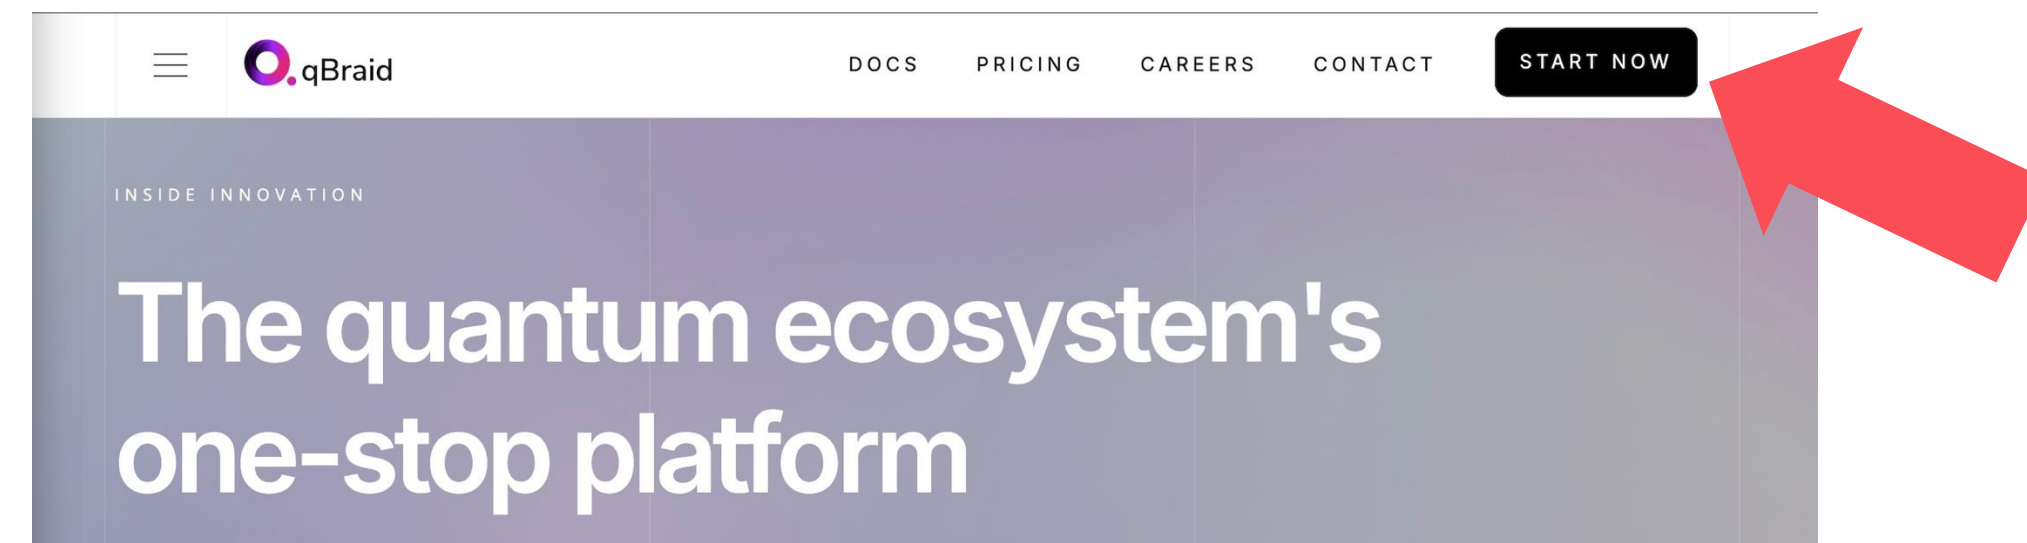 qBraid
DOCS PRICING CAREERS CONTACT START NOW
INSIDE INNOVATION
The quantum ecosystem's
one-stop platform